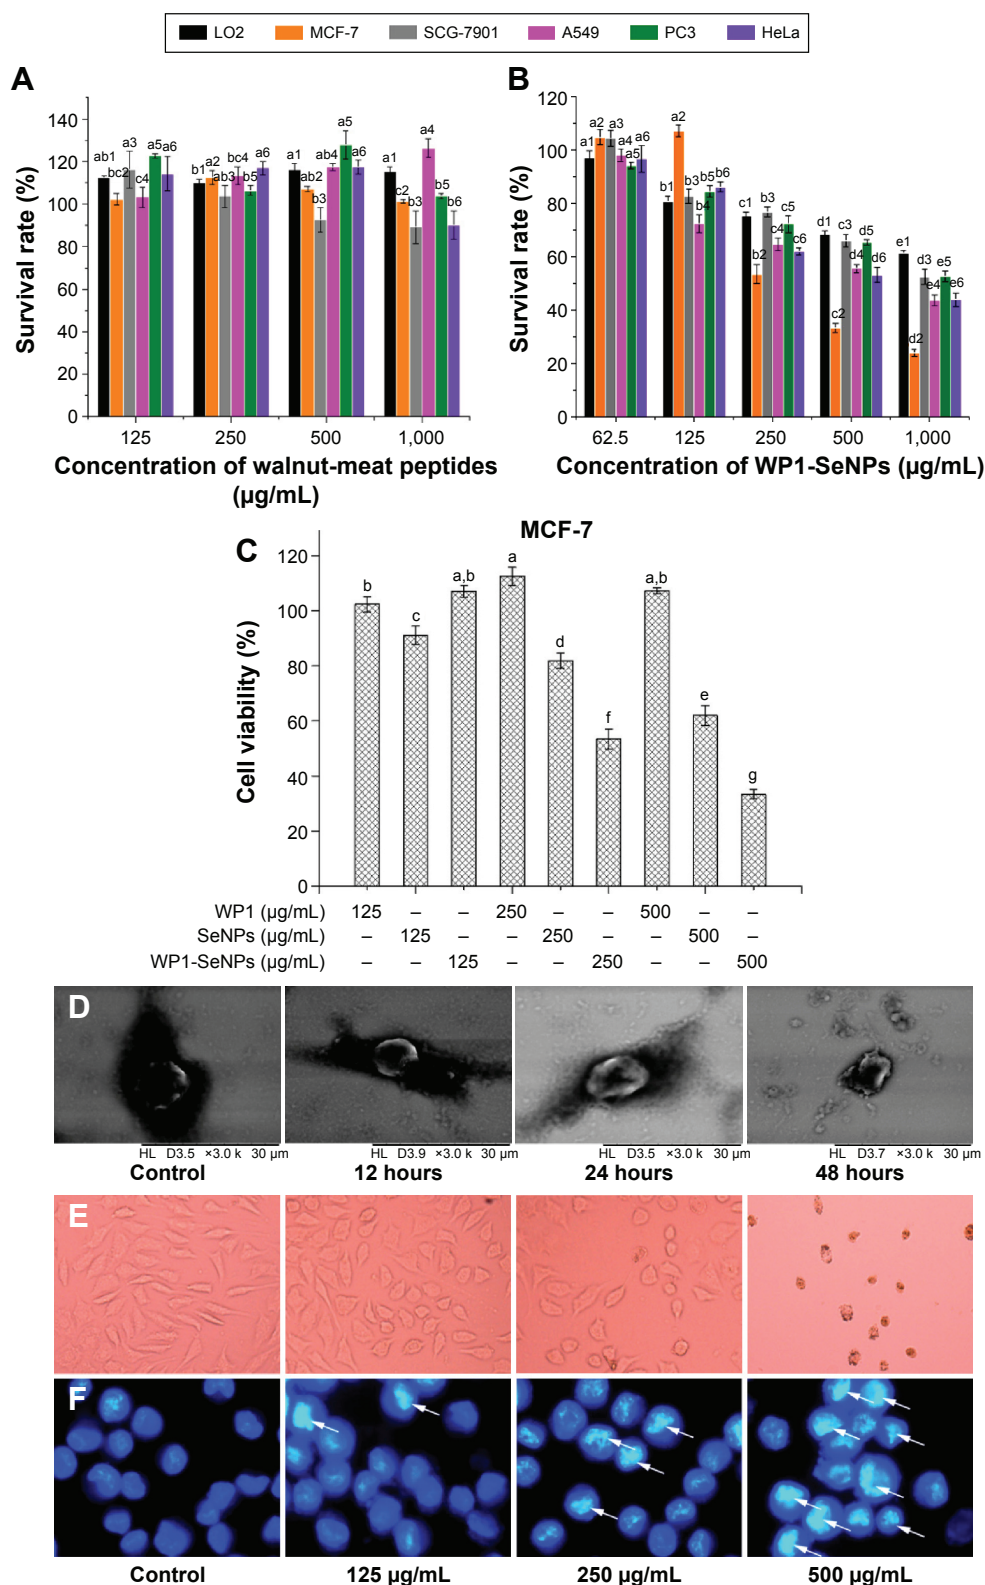 LO2 MCF-7 SCG-7901 A549 PC3 HeLa
A
Survival rate (%)
140
120
100
80
60
40
20
0
ab1 bc2 a3 c4 a5 a6
b1 a2 ab3 bc4 b5 a6
a1 ab2 b3 ab4 a5 a6
a1 c2 b3 a4 b5 b6
125 250 500 1,000
Concentration of walnut-meat peptides
(µg/mL)
B
Survival rate (%)
120
100
80
60
40
20
0
a1 a2 a3 a4 a5 a6
b1 a2 b3 b4 b5 b6
c1 b2 b3 c4 c5 c6
d1 c2 c3 d4 d5 d6
e1 d2 d3 e4 e5 e6
62.5 125 250 500 1,000
Concentration of WP1-SeNPs (µg/mL)
C
MCF-7
Cell viability (%)
120
100
80
60
40
20
0
b c a,b a d f a,b e g
WP1 (µg/mL) 125 – – 250 – – 500 – –
SeNPs (µg/mL) – 125 – – 250 – – 500 –
WP1-SeNPs (µg/mL) – – 125 – – 250 – – 500
D
HL D3.5 ×3.0 k 30 µm HL D3.9 ×3.0 k 30 µm HL D3.5 ×3.0 k 30 µm HL D3.7 ×3.0 k 30 µm
Control 12 hours 24 hours 48 hours
E
F
Control 125 µg/mL 250 µg/mL 500 µg/mL